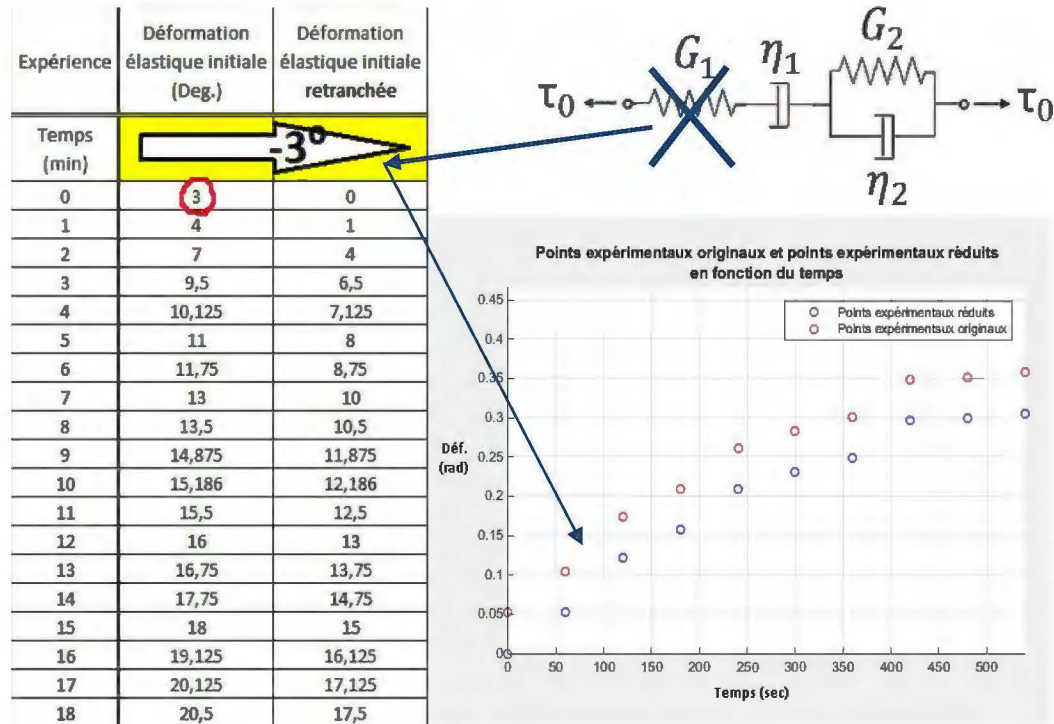 Expérience
Déformation
élastique initiale
(Deg.)
Déformation
élastique initiale
retranchée
Temps
(min)
-3º
0 3 0
1 4 1
2 7 4
3 9,5 6,5
4 10,125 7,125
5 11 8
6 11,75 8,75
7 13 10
8 13,5 10,5
9 14,875 11,875
10 15,186 12,186
11 15,5 12,5
12 16 13
13 16,75 13,75
14 17,75 14,75
15 18 15
16 19,125 16,125
17 20,125 17,125
18 20,5 17,5
G₁
η₁
G₂
τ₀
τ₀
η₂
Points expérimentaux originaux et points expérimentaux réduits
en fonction du temps
Points expérimentaux réduits
Points expérimentsaux originaux
0.45
0.4
0.35
0.3
0.25
0.2
0.15
0.1
0.05
0
Déf.
(rad)
0 50 100 150 200 250 300 350 400 450 500
Temps (sec)